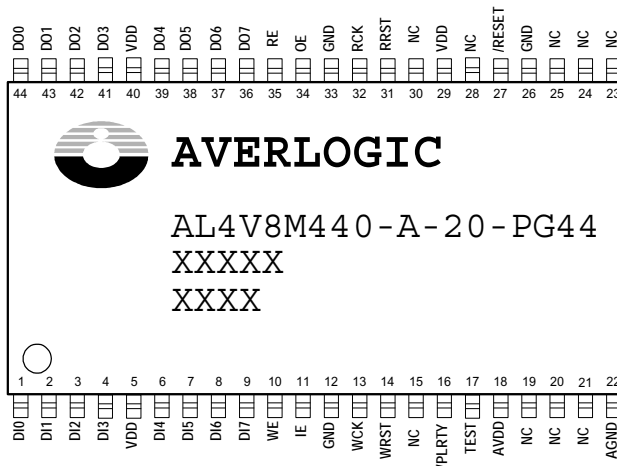 DO0 DO1 DO2 DO3 VDD DO4 DO5 DO6 DO7 RE OE GND RCK RRST NC VDD NC /RESET GND NC NC NC
44 43 42 41 40 39 38 37 36 35 34 33 32 31 30 29 28 27 26 25 24 23
AVERLOGIC
AL4V8M440-A-20-PG44
XXXXX
XXXX
1 2 3 4 5 6 7 8 9 10 11 12 13 14 15 16 17 18 19 20 21 22
DI0 DI1 DI2 DI3 VDD DI4 DI5 DI6 DI7 WE IE GND WCK WRST NC /PLRTY TEST AVDD NC NC NC AGND